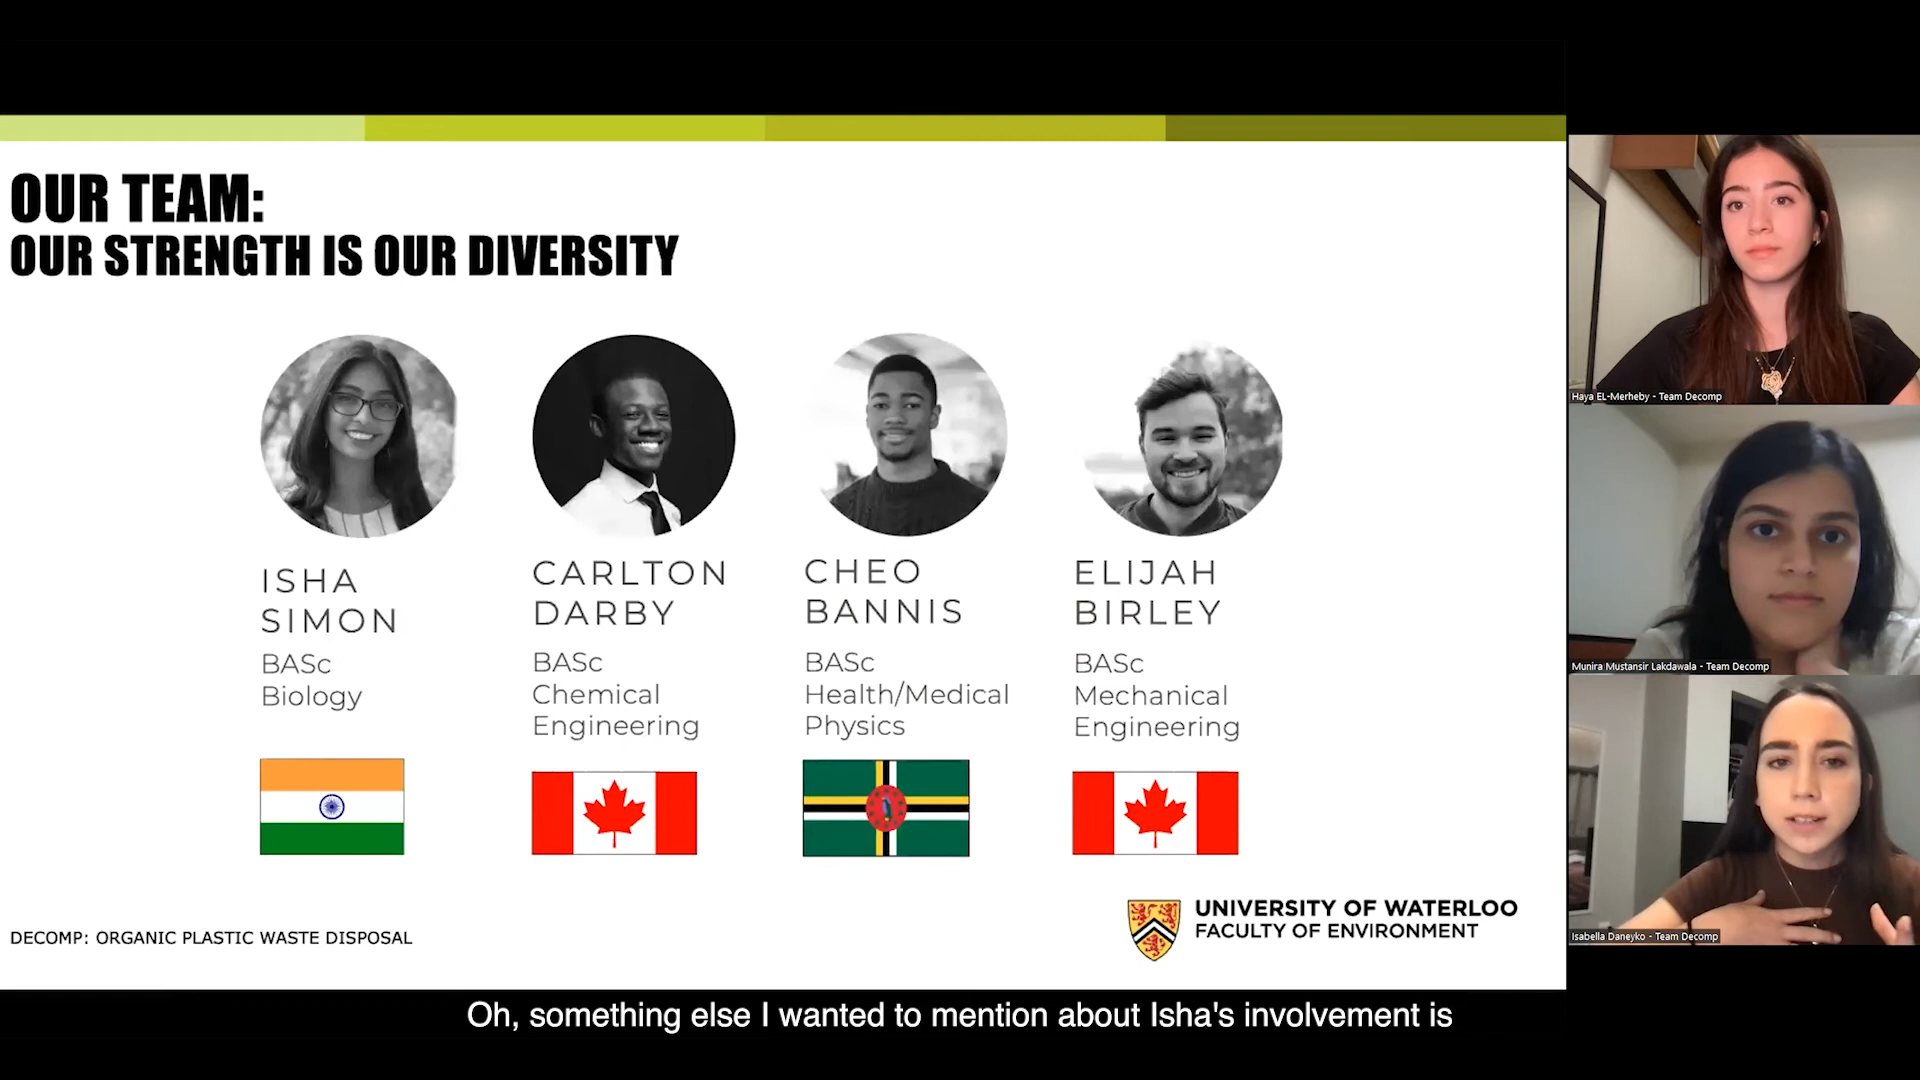 OUR TEAM:
OUR STRENGTH IS OUR DIVERSITY
ISHA
SIMON
BASc
Biology
CARLTON
DARBY
BASc
Chemical
Engineering
CHEO
BANNIS
BASc
Health/Medical
Physics
ELIJAH
BIRLEY
BASc
Mechanical
Engineering
DECOMP: ORGANIC PLASTIC WASTE DISPOSAL
UNIVERSITY OF WATERLOO
FACULTY OF ENVIRONMENT
Haya EL-Merheby - Team Decomp
Munira Mustansir Lakdawala - Team Decomp
Isabella Daneyko - Team Decomp
Oh, something else I wanted to mention about Isha's involvement is